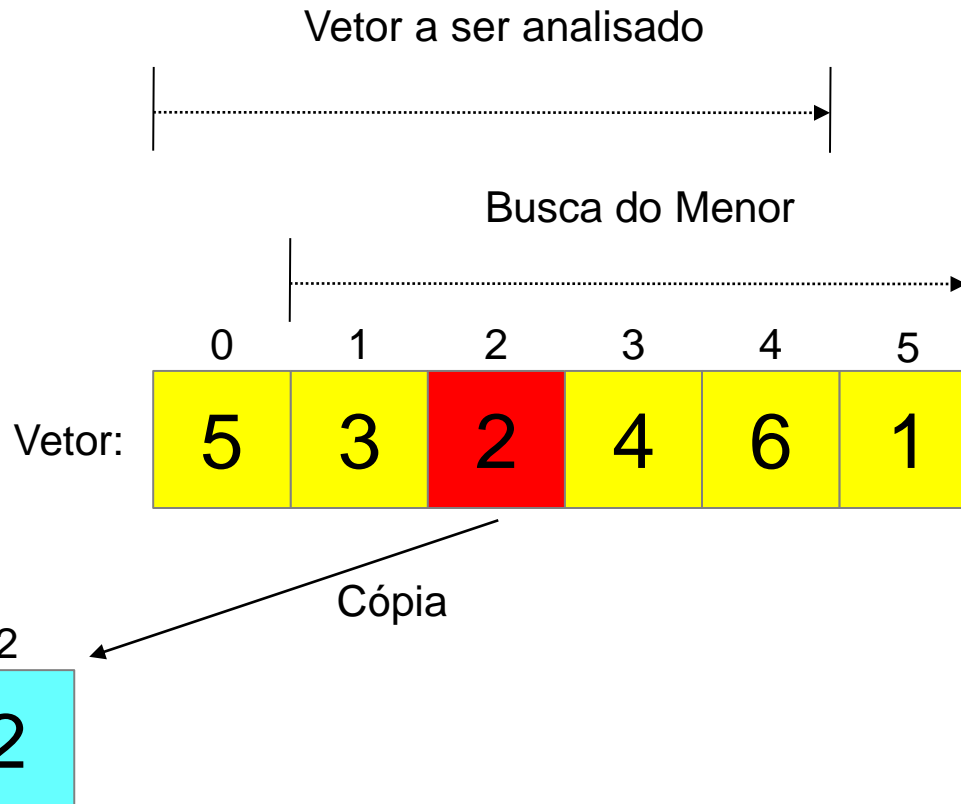 Vetor a ser analisado
Busca do Menor
0 1 2 3 4 5
Vetor: 5 3 2 4 6 1
Cópia
2
2